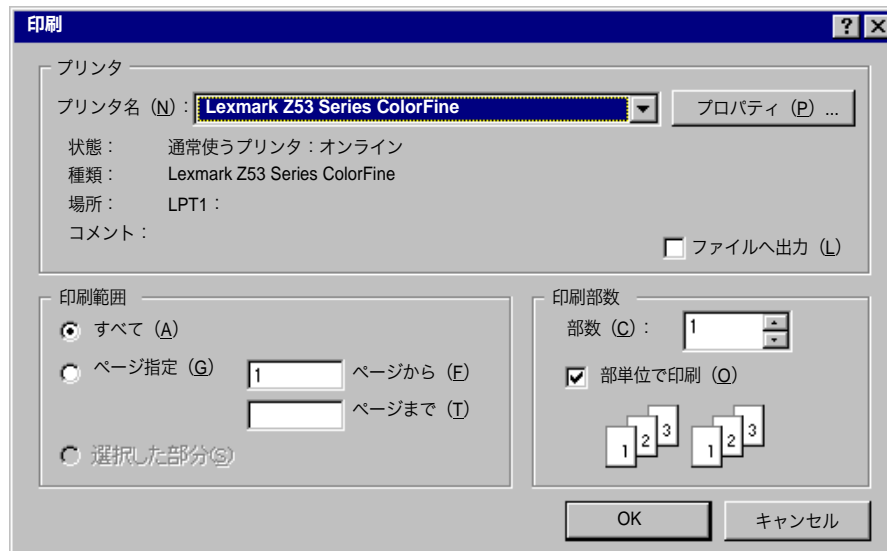 印刷
? ×
プリンタ
プリンタ名 (N) : Lexmark Z53 Series ColorFine プロパティ (P) ...
状態： 通常使うプリンタ：オンライン
種類： Lexmark Z53 Series ColorFine
場所： LPT1：
コメント：
ファイルへ出力 (L)
印刷範囲
すべて (A)
ページ指定 (G) 1 ページから (F)
ページまで (T)
選択した部分(S)
印刷部数
部数 (C) : 1
部単位で印刷 (O)
1 2 3 1 2 3
OK キャンセル